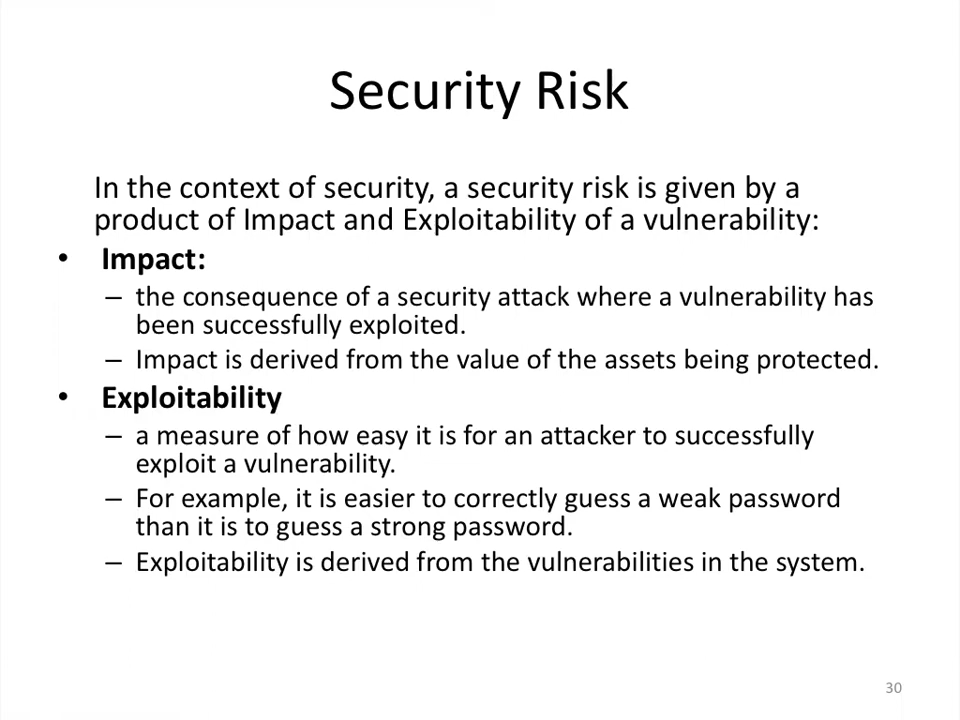 Security Risk
In the context of security, a security risk is given by a
product of Impact and Exploitability of a vulnerability:
• Impact:
– the consequence of a security attack where a vulnerability has
been successfully exploited.
– Impact is derived from the value of the assets being protected.
• Exploitability
– a measure of how easy it is for an attacker to successfully
exploit a vulnerability.
– For example, it is easier to correctly guess a weak password
than it is to guess a strong password.
– Exploitability is derived from the vulnerabilities in the system.
30